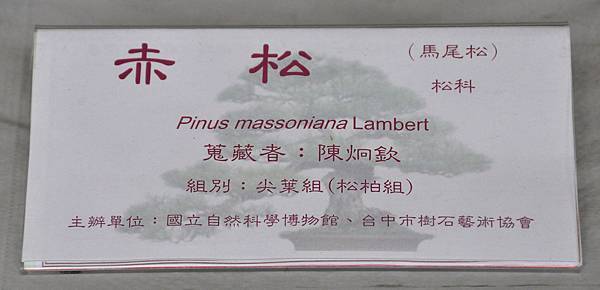 赤松 (馬尾松)
松科
Pinus massoniana Lambert
蒐藏者：陳炯欽
組別：尖葉組(松柏組)
主辦單位：國立自然科學博物館、台中市樹石藝術協會